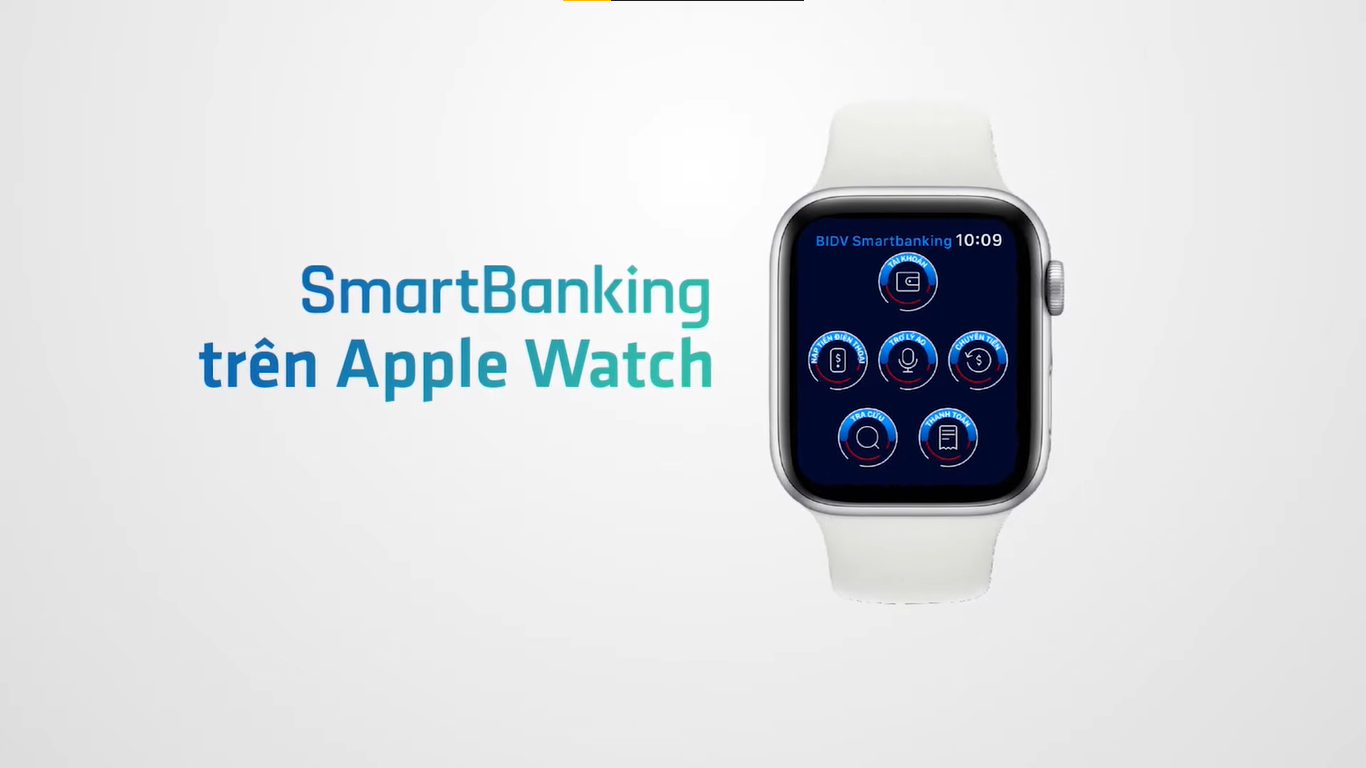 SmartBanking
trên Apple Watch
BIDV Smartbanking 10:09
TÀI KHOẢN
NẠP TIỀN ĐIỆN THOẠI
TRỢ LÝ ẢO
CHUYỂN TIỀN
TRA CỨU
THANH TOÁN